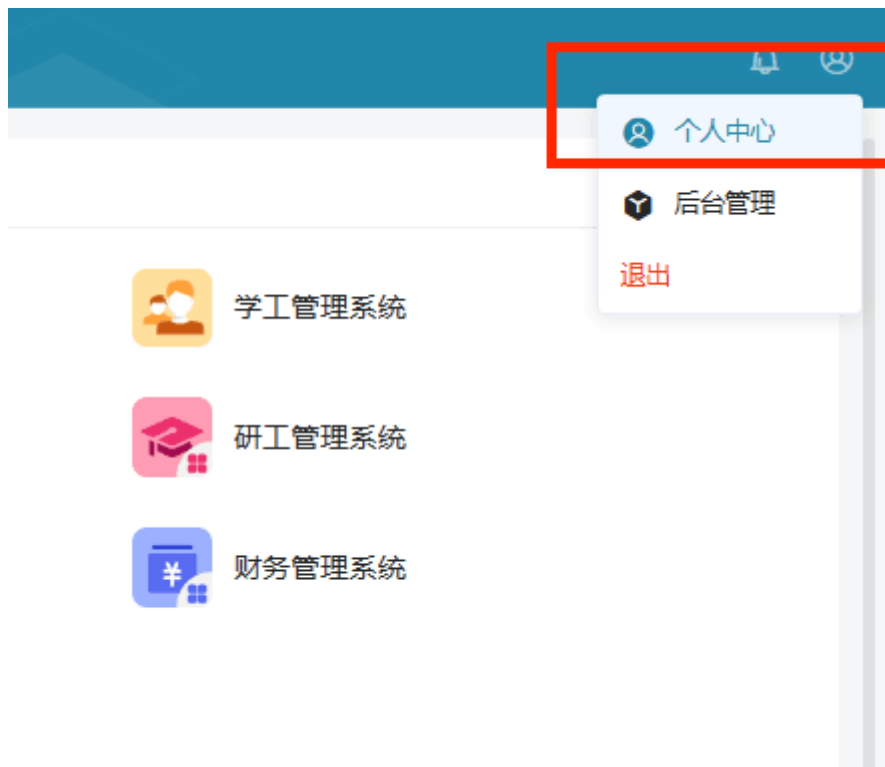 个人中心
后台管理
退出
学工管理系统
研工管理系统
财务管理系统